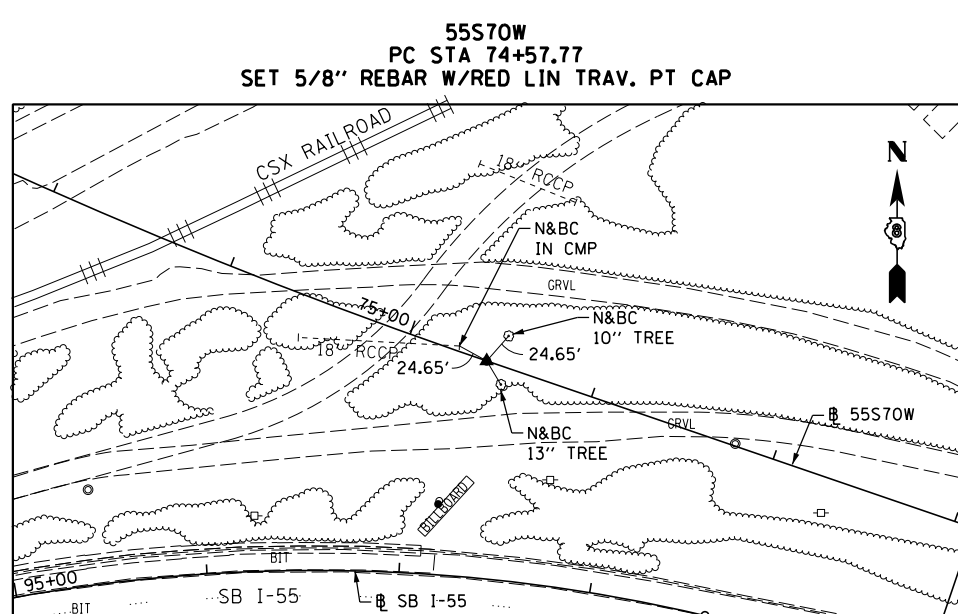 55S70W
PC STA 74+57.77
SET 5/8" REBAR W/RED LIN TRAV. PT CAP
CSX RAILROAD
18" RCCP
N
8
N&BC
IN CMP
GRVL
75+00
N&BC
10" TREE
18" RCCP
24.65'
24.65'
N&BC
13" TREE
GRVL
℄ 55S70W
BILLBOARD
BIT
95+00
BIT
SB I-55
℄ SB I-55